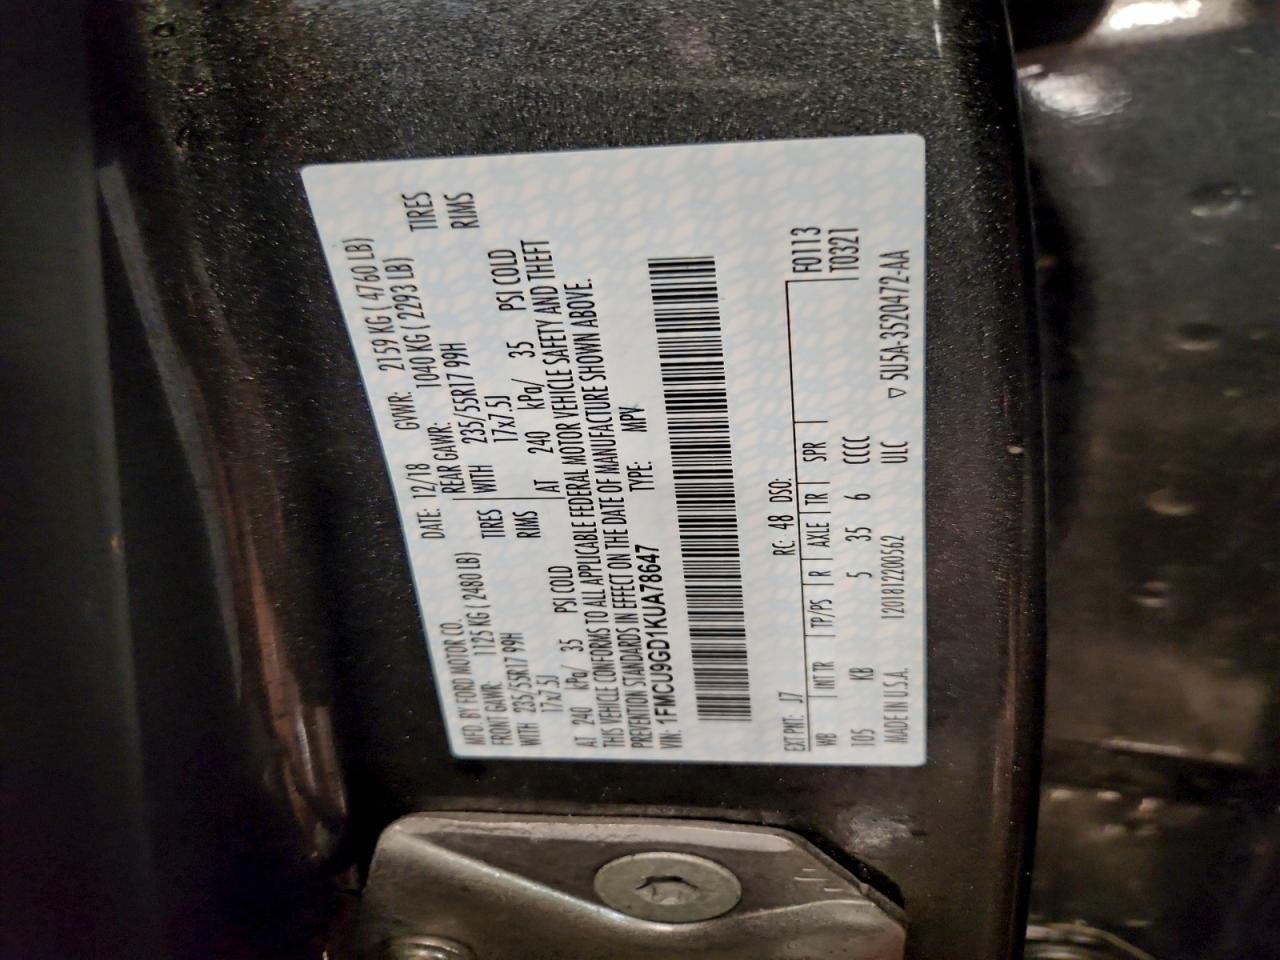 MFD. BY FORD MOTOR CO. DATE: 12/18 GVWR: 2159 KG ( 4760 LB)
FRONT GAWR: 1125 KG ( 2480 LB) REAR GAWR: 1040 KG ( 2293 LB)
WITH 235/55R17 99H TIRES WITH 235/55R17 99H TIRES
17x7.5J RIMS 17x7.5J RIMS
AT 240 kPa/ 35 PSI COLD AT 240 kPa/ 35 PSI COLD
THIS VEHICLE CONFORMS TO ALL APPLICABLE FEDERAL MOTOR VEHICLE SAFETY AND THEFT
PREVENTION STANDARDS IN EFFECT ON THE DATE OF MANUFACTURE SHOWN ABOVE.
VIN: 1FMCU9GD1KUA78647 TYPE: MPV
EXT PNT: J7 RC: 48 DSO: F0113
WB INT TR TP/PS R AXLE TR SPR T0321
105 KB 5 35 6 CCCC
MADE IN U.S.A. 1201812200562 ULC ▽ 5U5A-3520472-AA